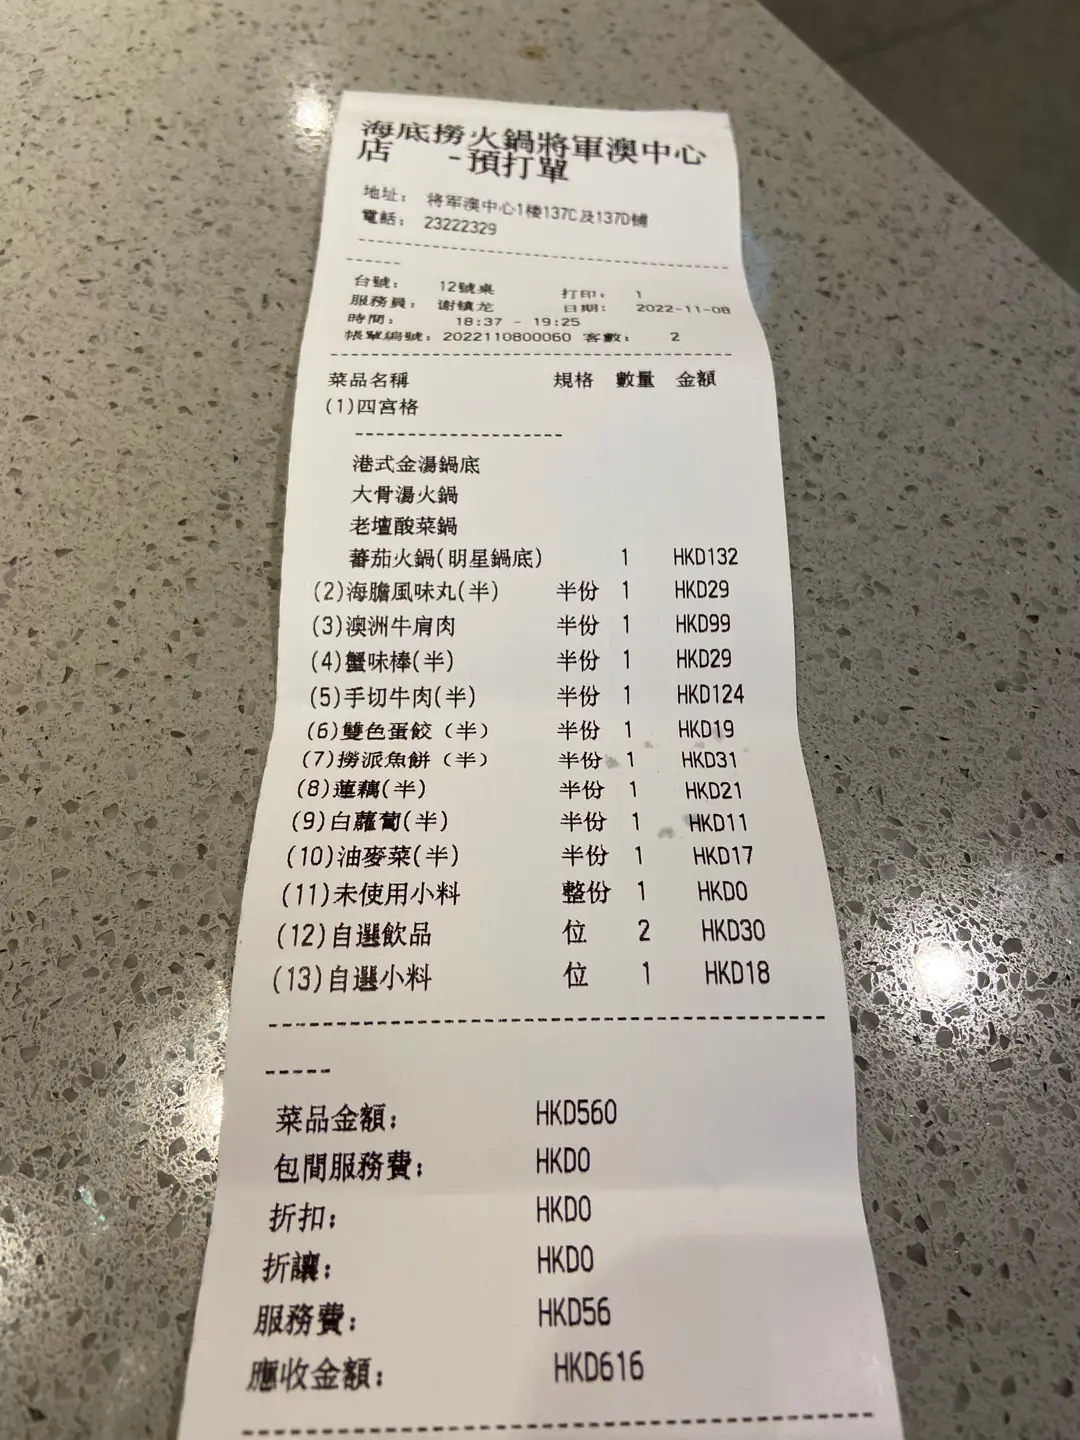 海底撈火鍋將軍澳中心
店 -預打單
地址: 將军澳中心1楼137C及137D舖
電話: 23222329
台號: 12號桌 打印: 1
服務員: 谢镇龙 日期: 2022-11-08
時間: 18:37 - 19:25
帳單編號: 2022110800060 客數: 2
菜品名稱 規格 數量 金額
(1)四宮格
港式金湯鍋底
大骨湯火鍋
老壇酸菜鍋
蕃茄火鍋(明星鍋底) 1 HKD132
(2)海膽風味丸(半) 半份 1 HKD29
(3)澳洲牛肩肉 半份 1 HKD99
(4)蟹味棒(半) 半份 1 HKD29
(5)手切牛肉(半) 半份 1 HKD124
(6)雙色蛋餃（半） 半份 1 HKD19
(7)撈派魚餅（半） 半份 1 HKD31
(8)蓮藕(半) 半份 1 HKD21
(9)白蘿蔔(半) 半份 1 HKD11
(10)油麥菜(半) 半份 1 HKD17
(11)未使用小料 整份 1 HKD0
(12)自選飲品 位 2 HKD30
(13)自選小料 位 1 HKD18
菜品金額: HKD560
包間服務費: HKD0
折扣: HKD0
折讓: HKD0
服務費: HKD56
應收金額: HKD616